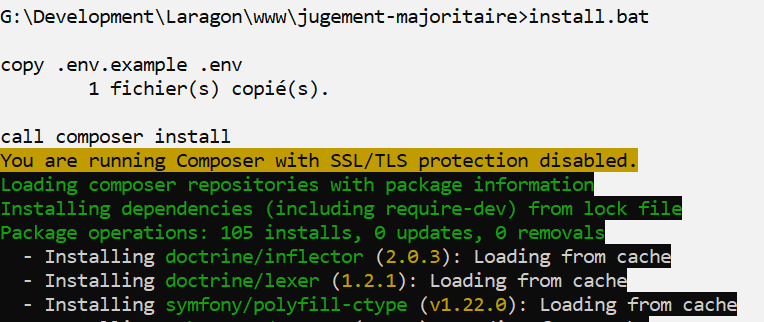 G:\Development\Laragon\www\jugement-majoritaire>install.bat
copy .env.example .env
1 fichier(s) copié(s).
call composer install
You are running Composer with SSL/TLS protection disabled.
Loading composer repositories with package information
Installing dependencies (including require-dev) from lock file
Package operations: 105 installs, 0 updates, 0 removals
- Installing doctrine/inflector (2.0.3): Loading from cache
- Installing doctrine/lexer (1.2.1): Loading from cache
- Installing symfony/polyfill-ctype (v1.22.0): Loading from cache